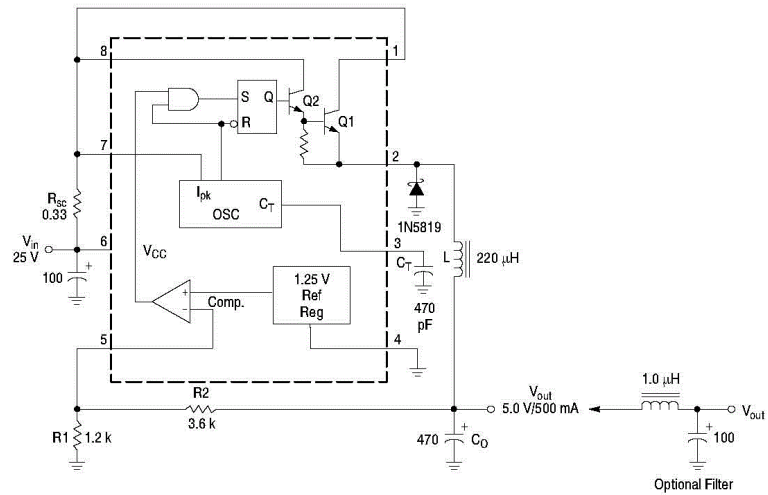 8
1
S
Q
Q2
R
Q1
7
2
Ipk
CT
OSC
Rsc
0.33
1N5819
Vin
25 V
6
3
VCC
CT
L
220 μH
100
+
470
pF
1.25 V
Ref
Reg
+
−
Comp.
5
4
R2
3.6 k
Vout
5.0 V/500 mA
1.0 μH
Vout
R1
1.2 k
470
+
CO
+
100
Optional Filter